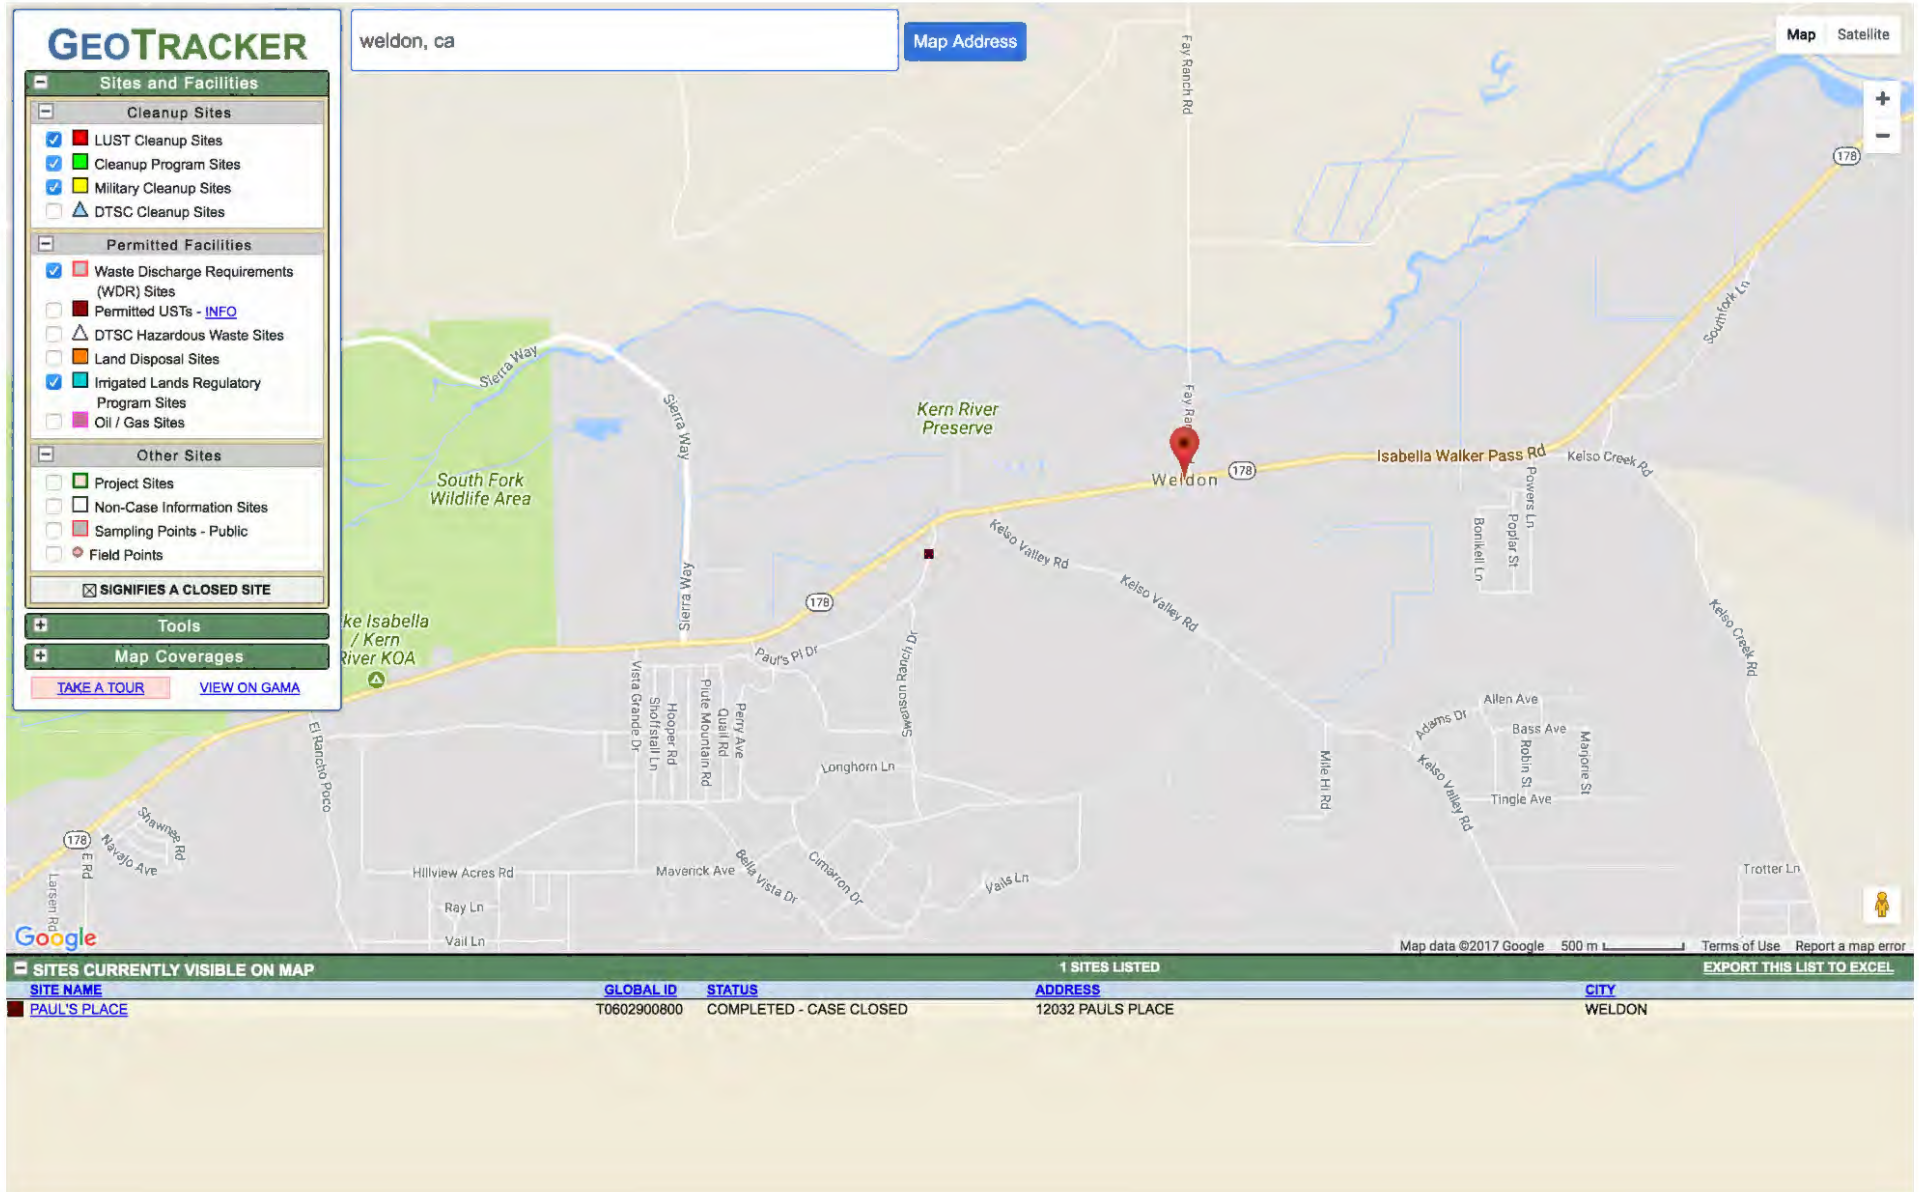 GEOTRACKER
weldon, ca
Map Address
Map Satellite
Sites and Facilities
Cleanup Sites
LUST Cleanup Sites
Cleanup Program Sites
Military Cleanup Sites
DTSC Cleanup Sites
Permitted Facilities
Waste Discharge Requirements
(WDR) Sites
Permitted USTs - INFO
DTSC Hazardous Waste Sites
Land Disposal Sites
Irrigated Lands Regulatory
Program Sites
Oil / Gas Sites
Other Sites
Project Sites
Non-Case Information Sites
Sampling Points - Public
Field Points
SIGNIFIES A CLOSED SITE
Tools
Map Coverages
TAKE A TOUR VIEW ON GAMA
Fay Ranch Rd
178
Southfork Ln
Sierra Way
Sierra Way
Kern River
Preserve
Fay Ra
South Fork
Wildlife Area
Weldon
178
Isabella Walker Pass Rd
Kelso Creek Rd
Powers Ln
Poplar St
Bonikell Ln
Kelso Valley Rd
Kelso Valley Rd
Sierra Way
178
ke Isabella
/ Kern
River KOA
Paul's Pl Dr
Swenson Ranch Dr
Kelso Creek Rd
Vista Grande Dr
Shoffstall Ln
Hooper Rd
Piute Mountain Rd
Quail Rd
Perry Ave
Allen Ave
Adams Dr
Bass Ave
Robin St
Marjorie St
El Rancho Poco
Longhorn Ln
Mile Hi Rd
Kelso Valley Rd
Tingle Ave
Shawnee Rd
Navajo Ave
178
E Rd
Larsen Rd
Hillview Acres Rd
Maverick Ave
Bella Vista Dr
Cimarron Dr
Vails Ln
Trotter Ln
Ray Ln
Vail Ln
Google
Map data ©2017 Google 500 m Terms of Use Report a map error
SITES CURRENTLY VISIBLE ON MAP 1 SITES LISTED EXPORT THIS LIST TO EXCEL
SITE NAME GLOBAL ID STATUS ADDRESS CITY
PAUL'S PLACE T0602900800 COMPLETED - CASE CLOSED 12032 PAULS PLACE WELDON